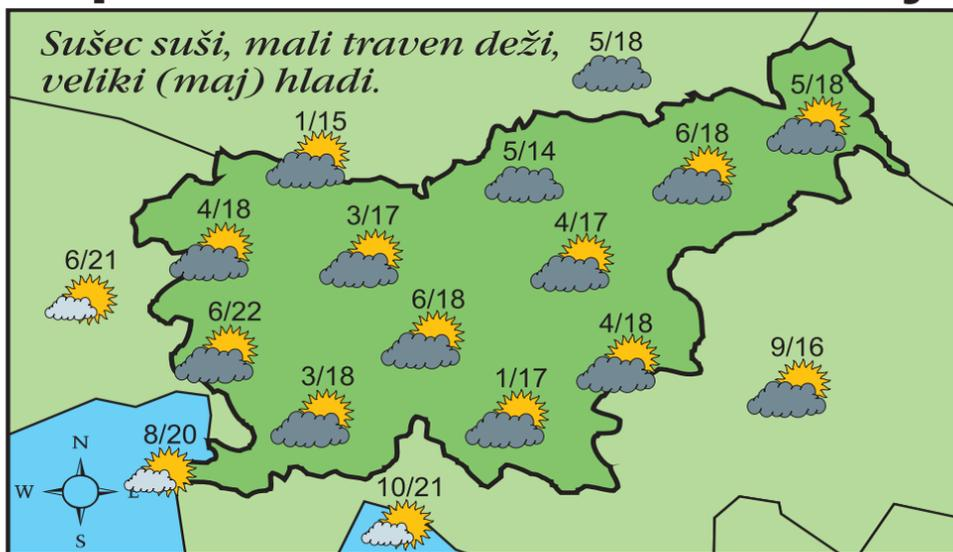 Sušec suši, mali traven deži,
veliki (maj) hladi.
5/18
5/18
1/15
6/18
5/14
4/18
3/17
4/17
6/21
6/18
6/22
4/18
9/16
3/18
1/17
8/20
N
W
E
S
10/21